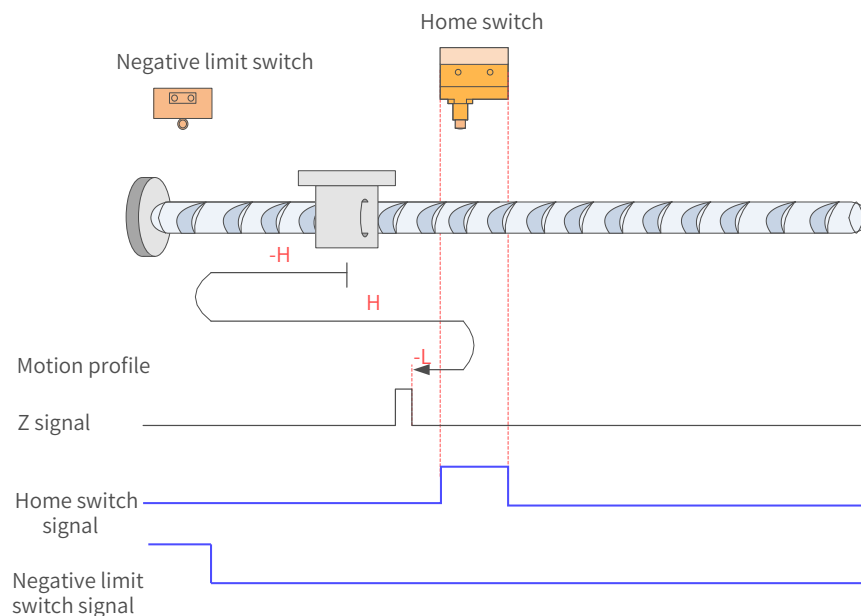 Home switch
Negative limit switch
-H
H
-L
Motion profile
Z signal
Home switch
signal
Negative limit
switch signal